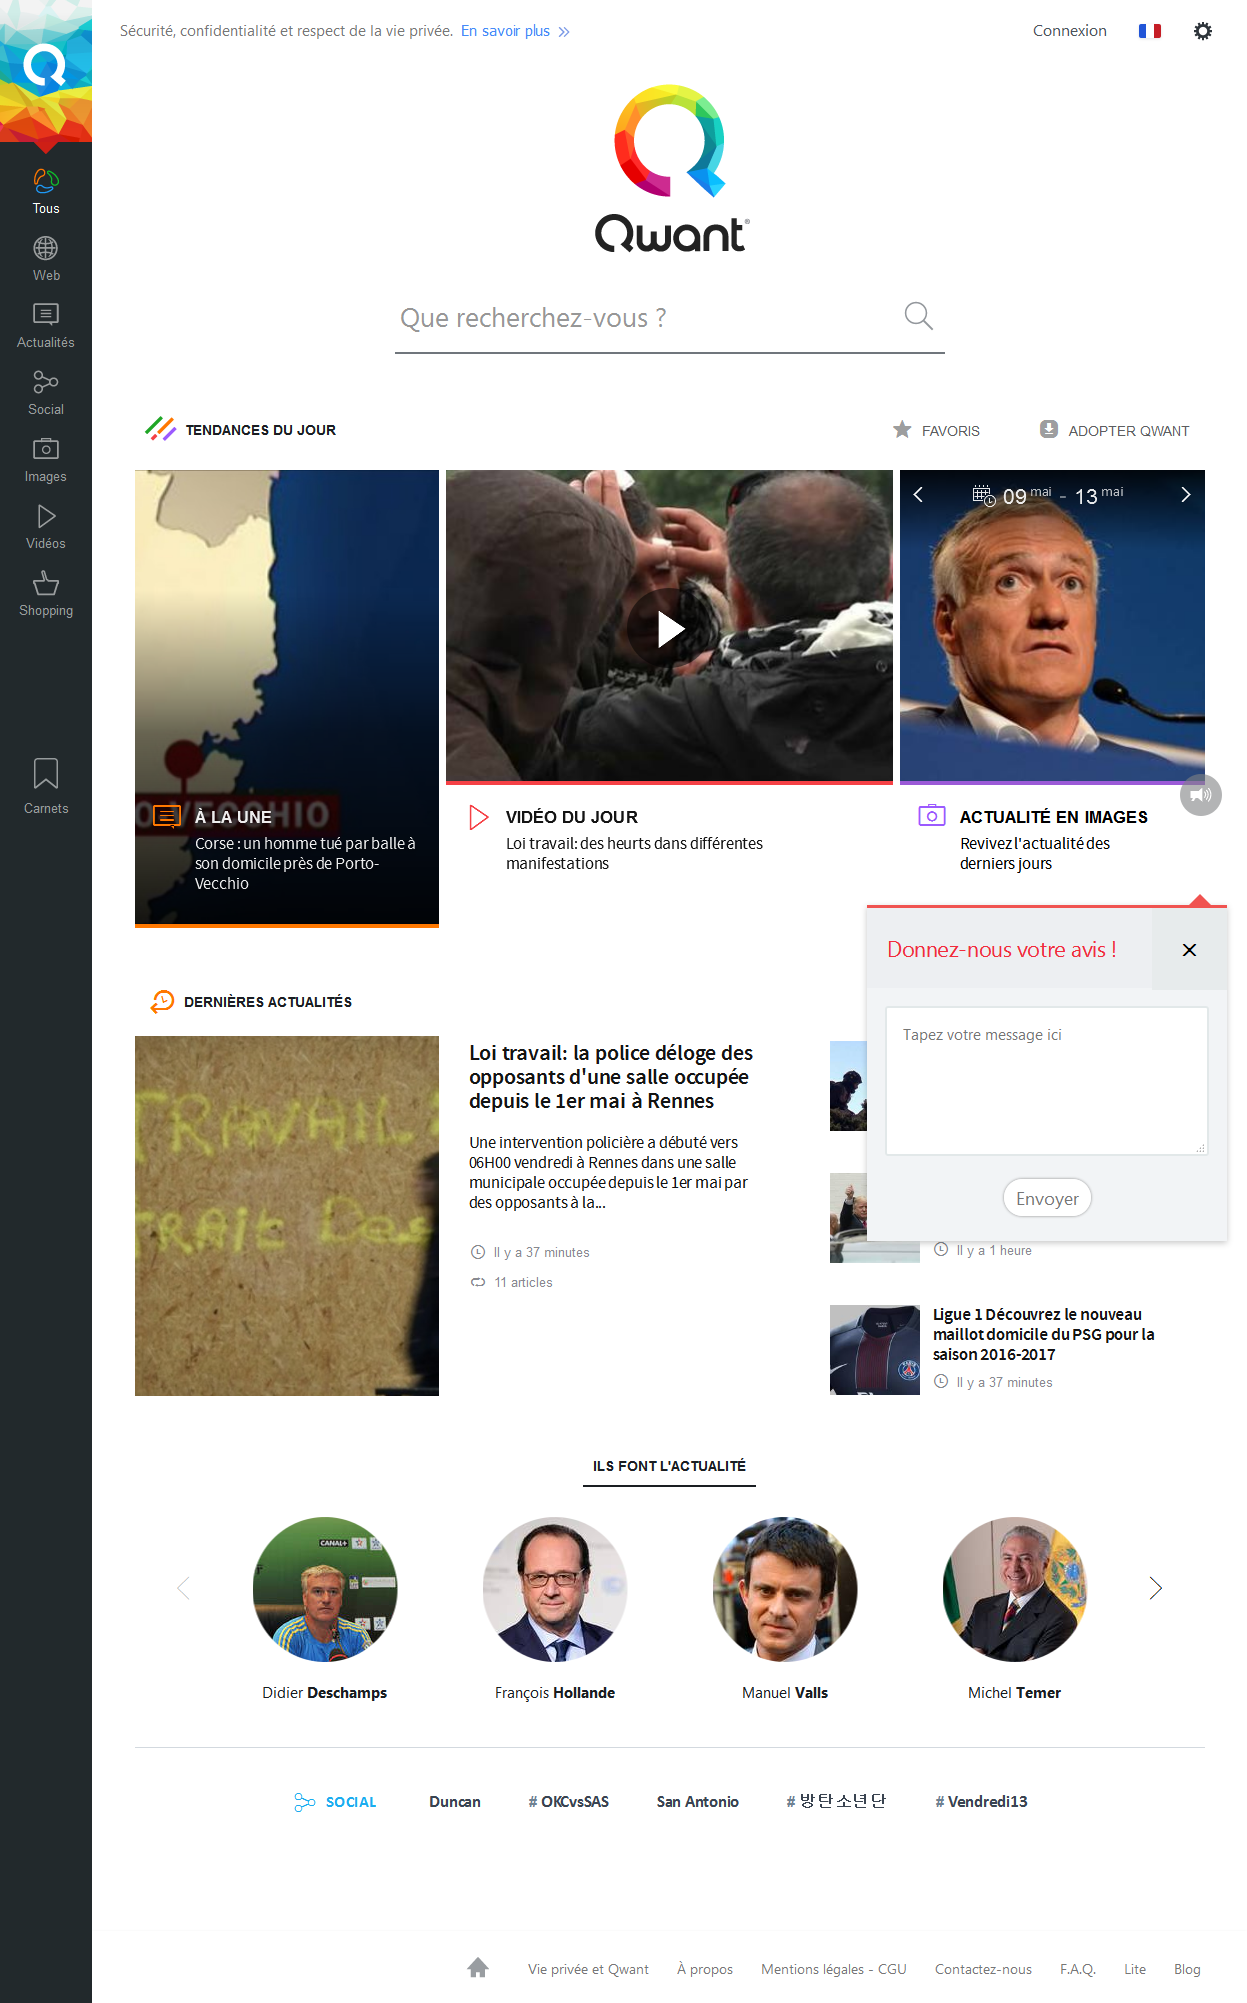 Sécurité, confidentialité et respect de la vie privée. En savoir plus »
Connexion
Tous
Web
Actualités
Social
Images
Vidéos
Shopping
Carnets
Qwant®
Que recherchez-vous ?
TENDANCES DU JOUR
FAVORIS
ADOPTER QWANT
09 mai - 13 mai
O VECCHIO
À LA UNE
Corse : un homme tué par balle à
son domicile près de Porto-
Vecchio
VIDÉO DU JOUR
Loi travail: des heurts dans différentes
manifestations
ACTUALITÉ EN IMAGES
Revivez l'actualité des
derniers jours
Donnez-nous votre avis !
Tapez votre message ici
Envoyer
DERNIÈRES ACTUALITÉS
TRAVAIL
Loi travail: la police déloge des
opposants d'une salle occupée
depuis le 1er mai à Rennes
Une intervention policière a débuté vers
06H00 vendredi à Rennes dans une salle
municipale occupée depuis le 1er mai par
des opposants à la...
Il y a 37 minutes
11 articles
Il y a 1 heure
Ligue 1 Découvrez le nouveau
maillot domicile du PSG pour la
saison 2016-2017
Il y a 37 minutes
ILS FONT L'ACTUALITÉ
CANAL+
Didier Deschamps
François Hollande
Manuel Valls
Michel Temer
SOCIAL
Duncan
# OKCvsSAS
San Antonio
# 방탄소년단
# Vendredi13
Vie privée et Qwant
À propos
Mentions légales - CGU
Contactez-nous
F.A.Q.
Lite
Blog